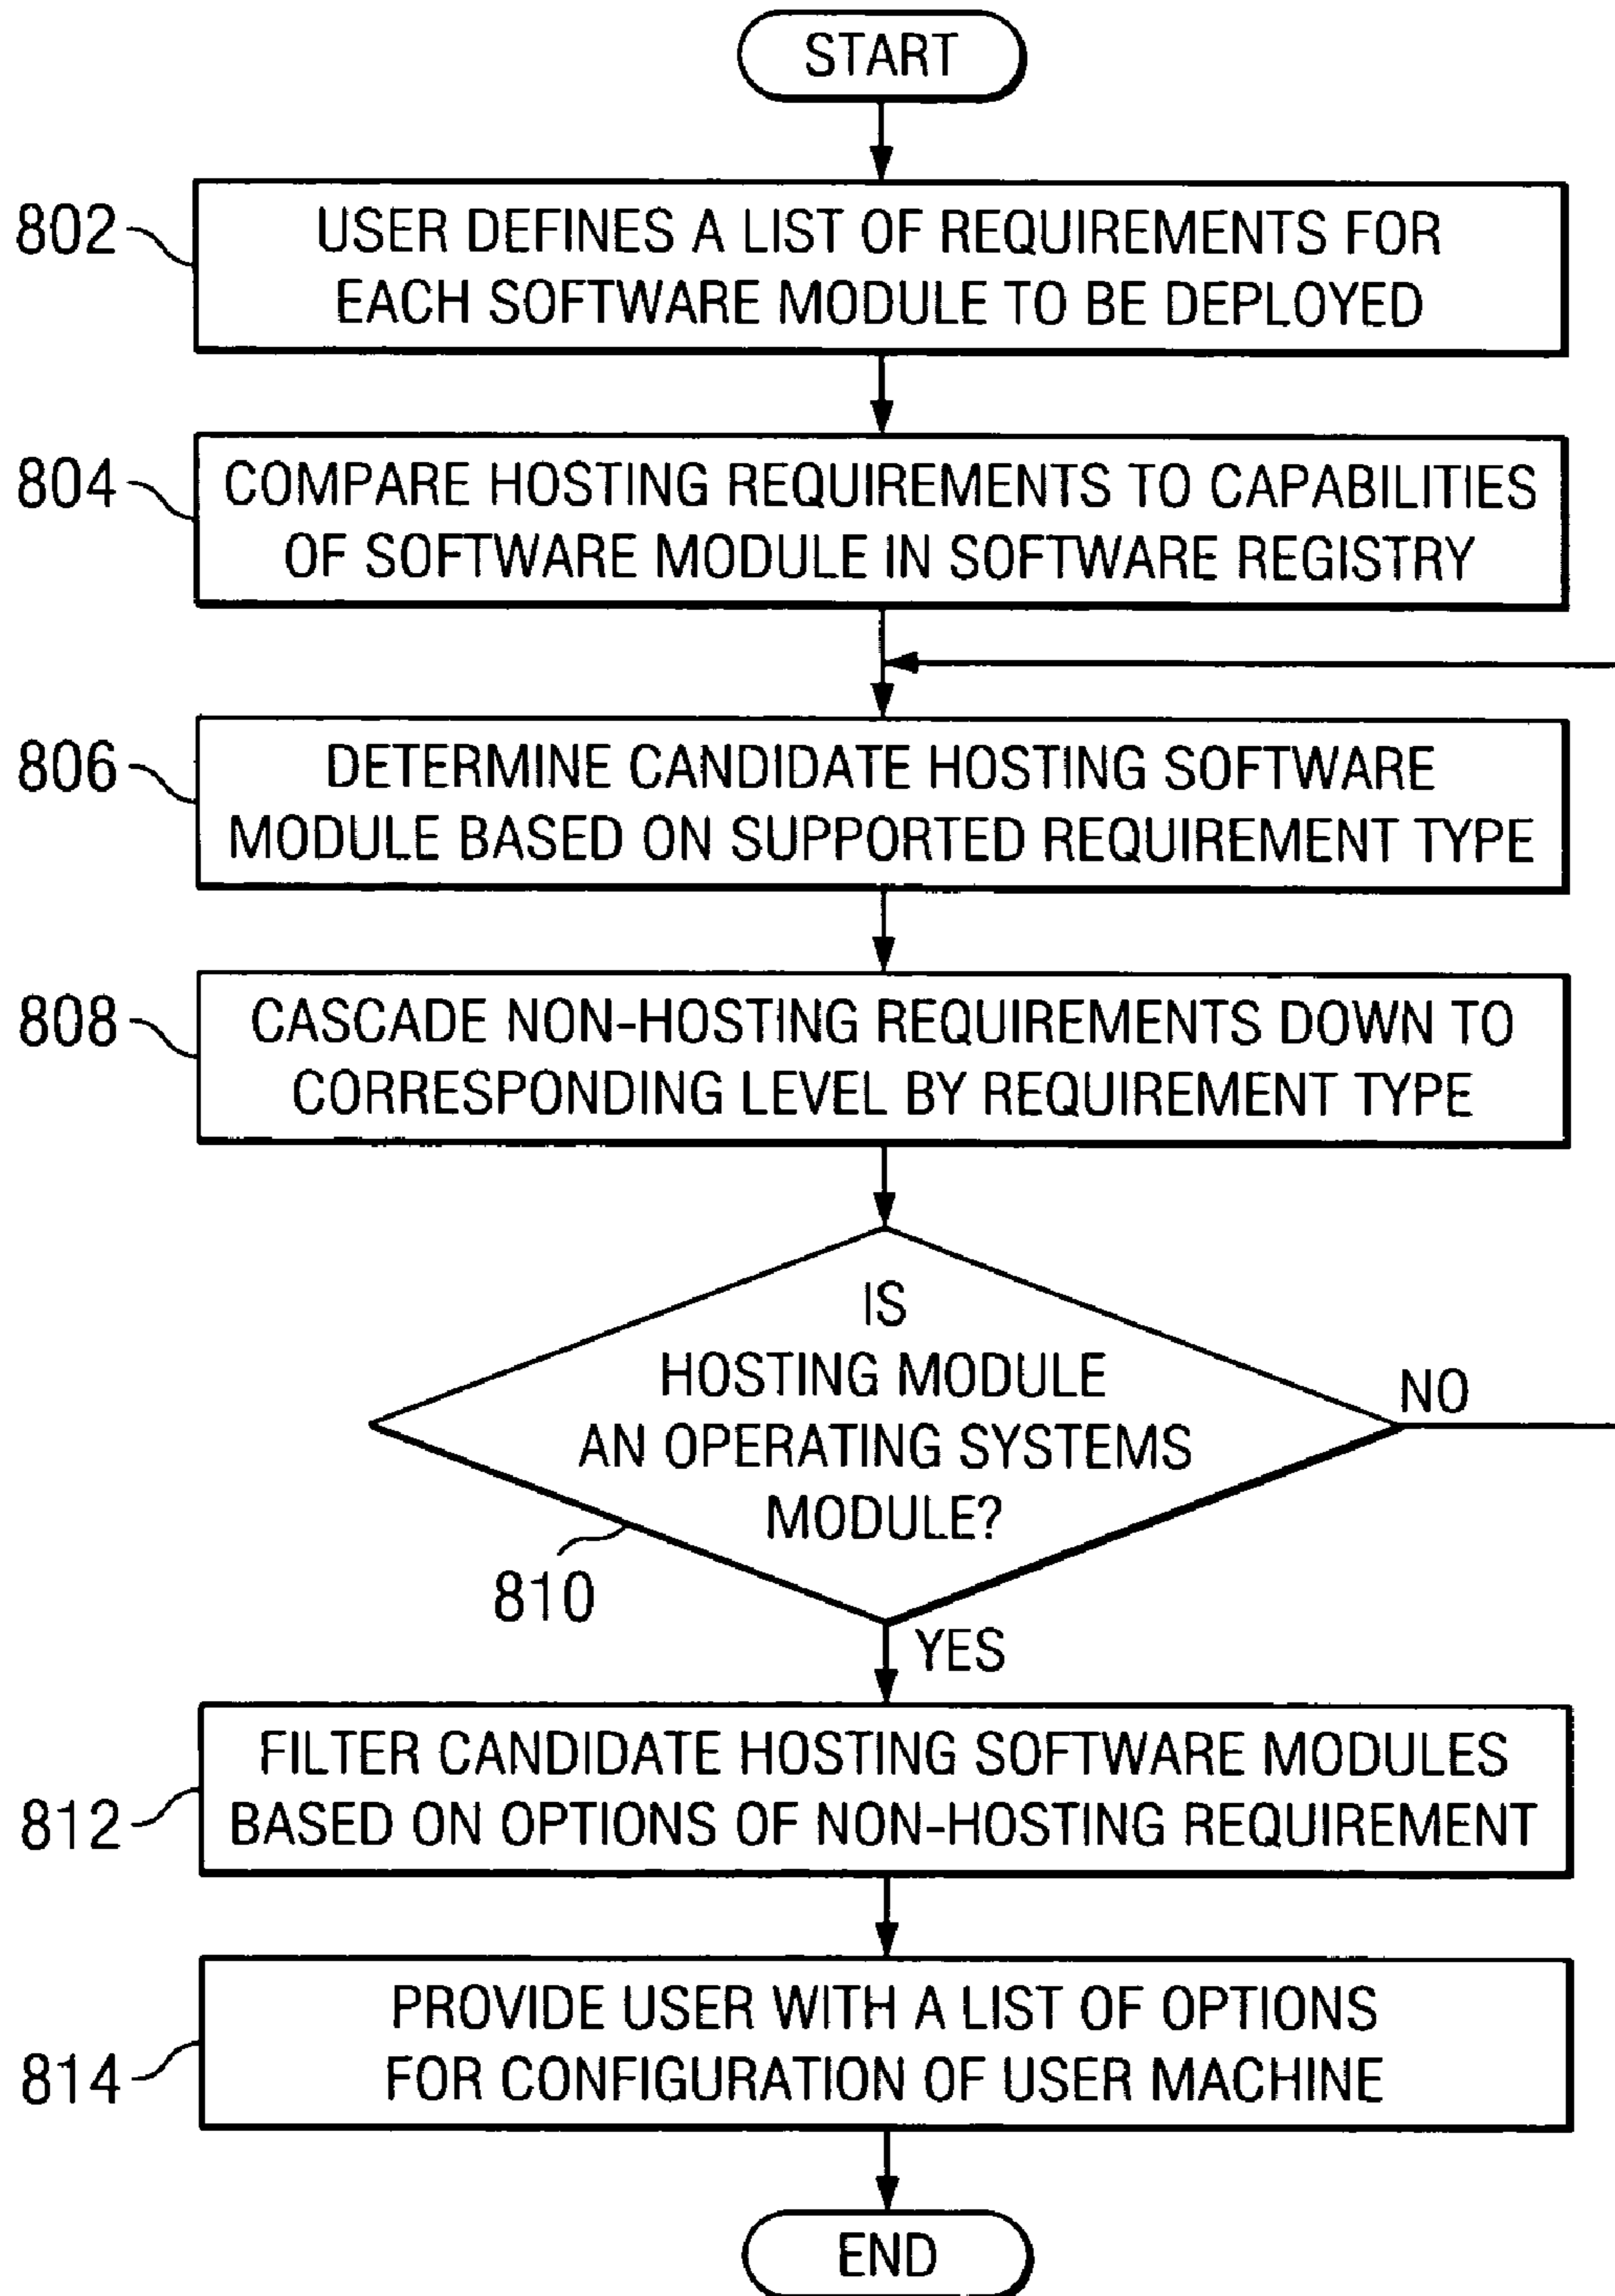 START
802
USER DEFINES A LIST OF REQUIREMENTS FOR
EACH SOFTWARE MODULE TO BE DEPLOYED
804
COMPARE HOSTING REQUIREMENTS TO CAPABILITIES
OF SOFTWARE MODULE IN SOFTWARE REGISTRY
806
DETERMINE CANDIDATE HOSTING SOFTWARE
MODULE BASED ON SUPPORTED REQUIREMENT TYPE
808
CASCADE NON-HOSTING REQUIREMENTS DOWN TO
CORRESPONDING LEVEL BY REQUIREMENT TYPE
IS
HOSTING MODULE
AN OPERATING SYSTEMS
MODULE?
NO
810
YES
812
FILTER CANDIDATE HOSTING SOFTWARE MODULES
BASED ON OPTIONS OF NON-HOSTING REQUIREMENT
814
PROVIDE USER WITH A LIST OF OPTIONS
FOR CONFIGURATION OF USER MACHINE
END